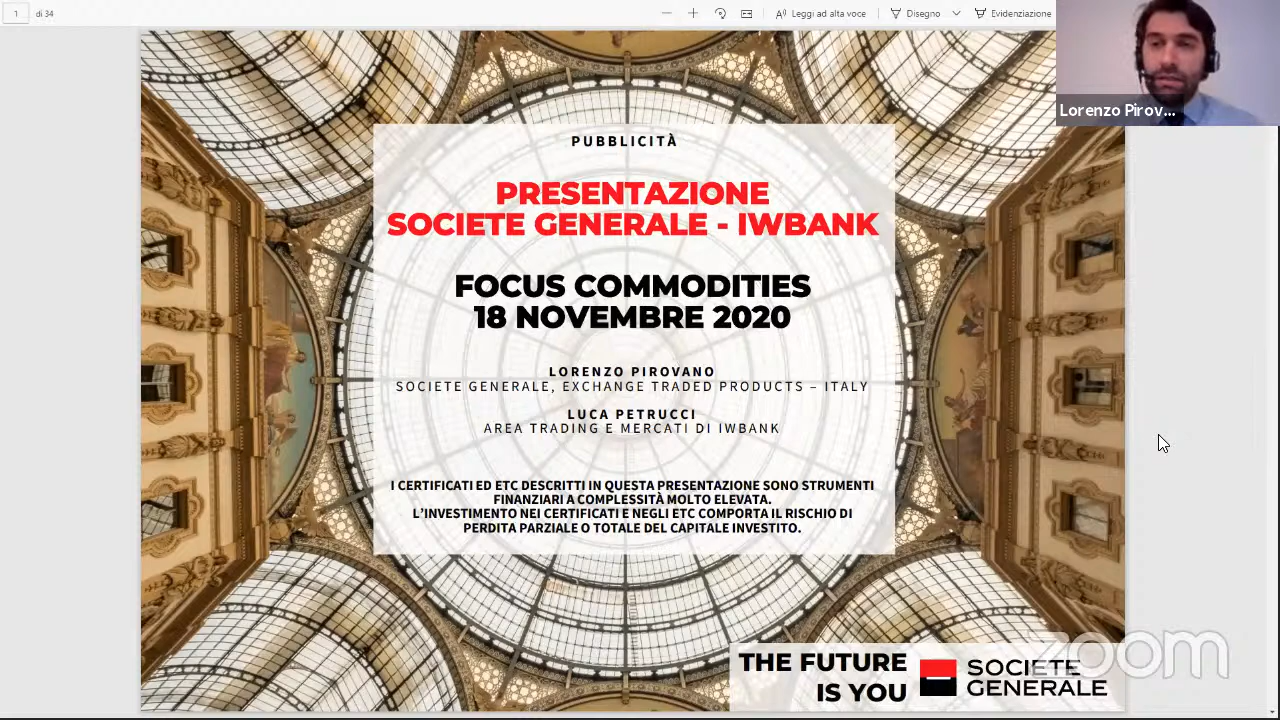 1
di 34
Leggi ad alta voce
Disegno
Evidenziazione
Lorenzo Pirov...
PUBBLICITÀ
PRESENTAZIONE
SOCIETE GENERALE - IWBANK
FOCUS COMMODITIES
18 NOVEMBRE 2020
LORENZO PIROVANO
SOCIETE GENERALE, EXCHANGE TRADED PRODUCTS – ITALY
LUCA PETRUCCI
AREA TRADING E MERCATI DI IWBANK
I CERTIFICATI ED ETC DESCRITTI IN QUESTA PRESENTAZIONE SONO STRUMENTI
FINANZIARI A COMPLESSITÀ MOLTO ELEVATA.
L'INVESTIMENTO NEI CERTIFICATI E NEGLI ETC COMPORTA IL RISCHIO DI
PERDITA PARZIALE O TOTALE DEL CAPITALE INVESTITO.
THE FUTURE
IS YOU
SOCIETE
GENERALE
zoom